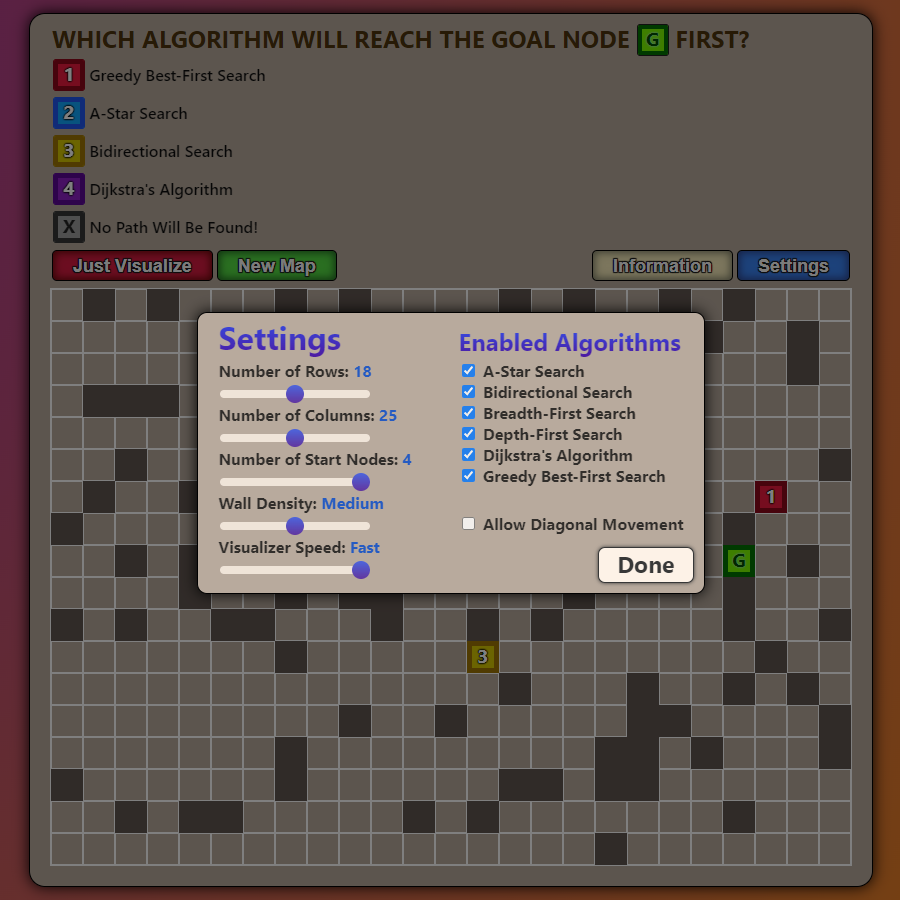 WHICH ALGORITHM WILL REACH THE GOAL NODE G FIRST?
1 Greedy Best-First Search
2 A-Star Search
3 Bidirectional Search
4 Dijkstra's Algorithm
X No Path Will Be Found!
Just Visualize New Map Information Settings
Settings
Number of Rows: 18
Number of Columns: 25
Number of Start Nodes: 4
Wall Density: Medium
Visualizer Speed: Fast
Enabled Algorithms
A-Star Search
Bidirectional Search
Breadth-First Search
Depth-First Search
Dijkstra's Algorithm
Greedy Best-First Search
Allow Diagonal Movement
Done
1
G
3